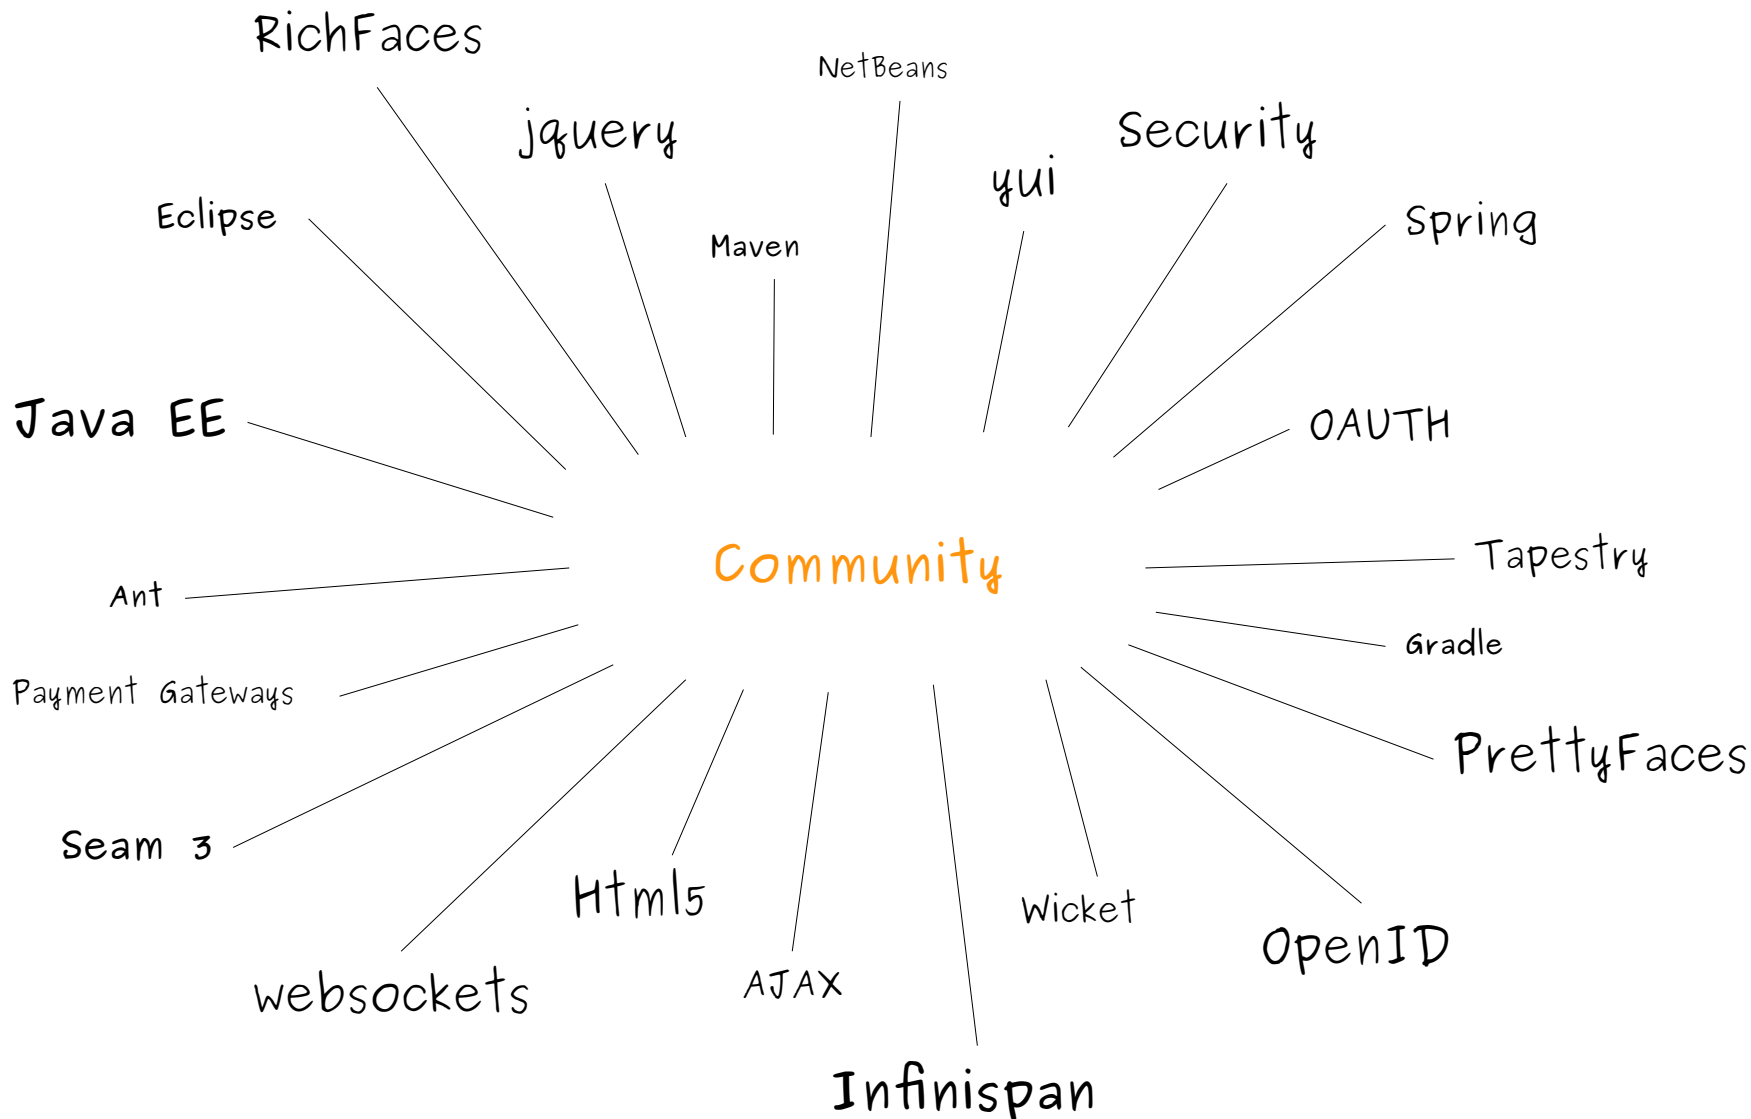 RichFaces
NetBeans
jquery
Security
yui
Eclipse
Spring
Maven
Java EE
OAUTH
Community
Tapestry
Ant
Gradle
Payment Gateways
PrettyFaces
Seam 3
Html5
Wicket
OpenID
websockets
AJAX
Infinispan